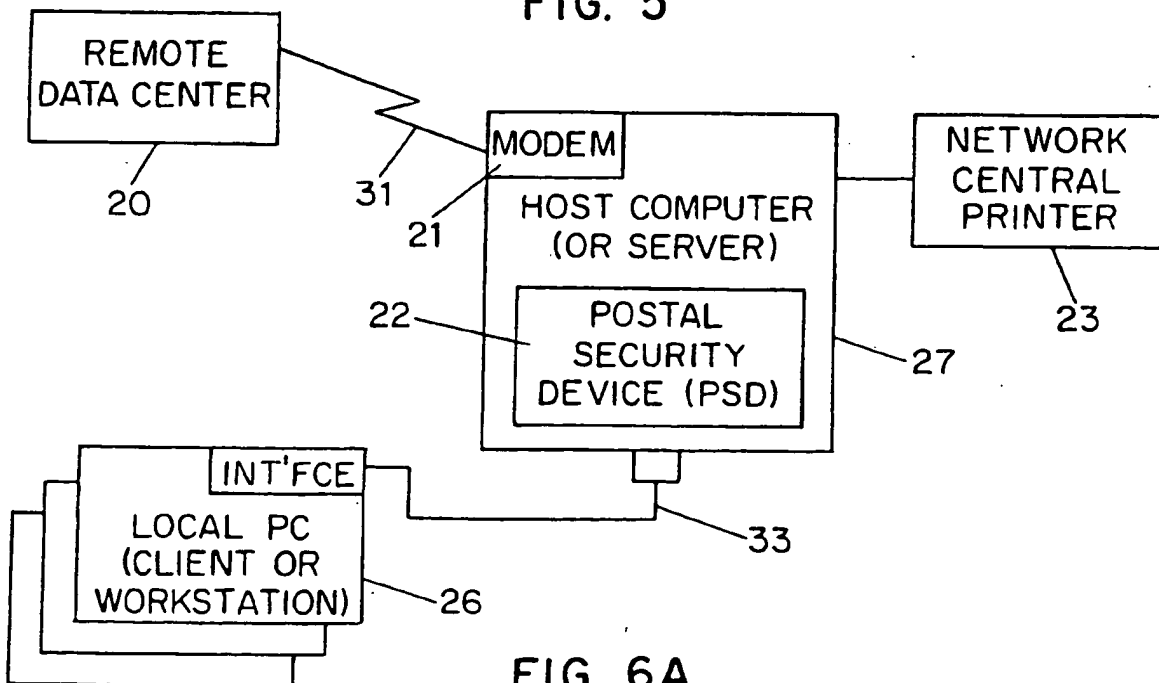 FIG. 5
REMOTE
DATA CENTER
20
31
MODEM
21
HOST COMPUTER
(OR SERVER)
22
POSTAL
SECURITY
DEVICE (PSD)
27
NETWORK
CENTRAL
PRINTER
23
INT'FCE
LOCAL PC
(CLIENT OR
WORKSTATION)
26
33
FIG. 6A